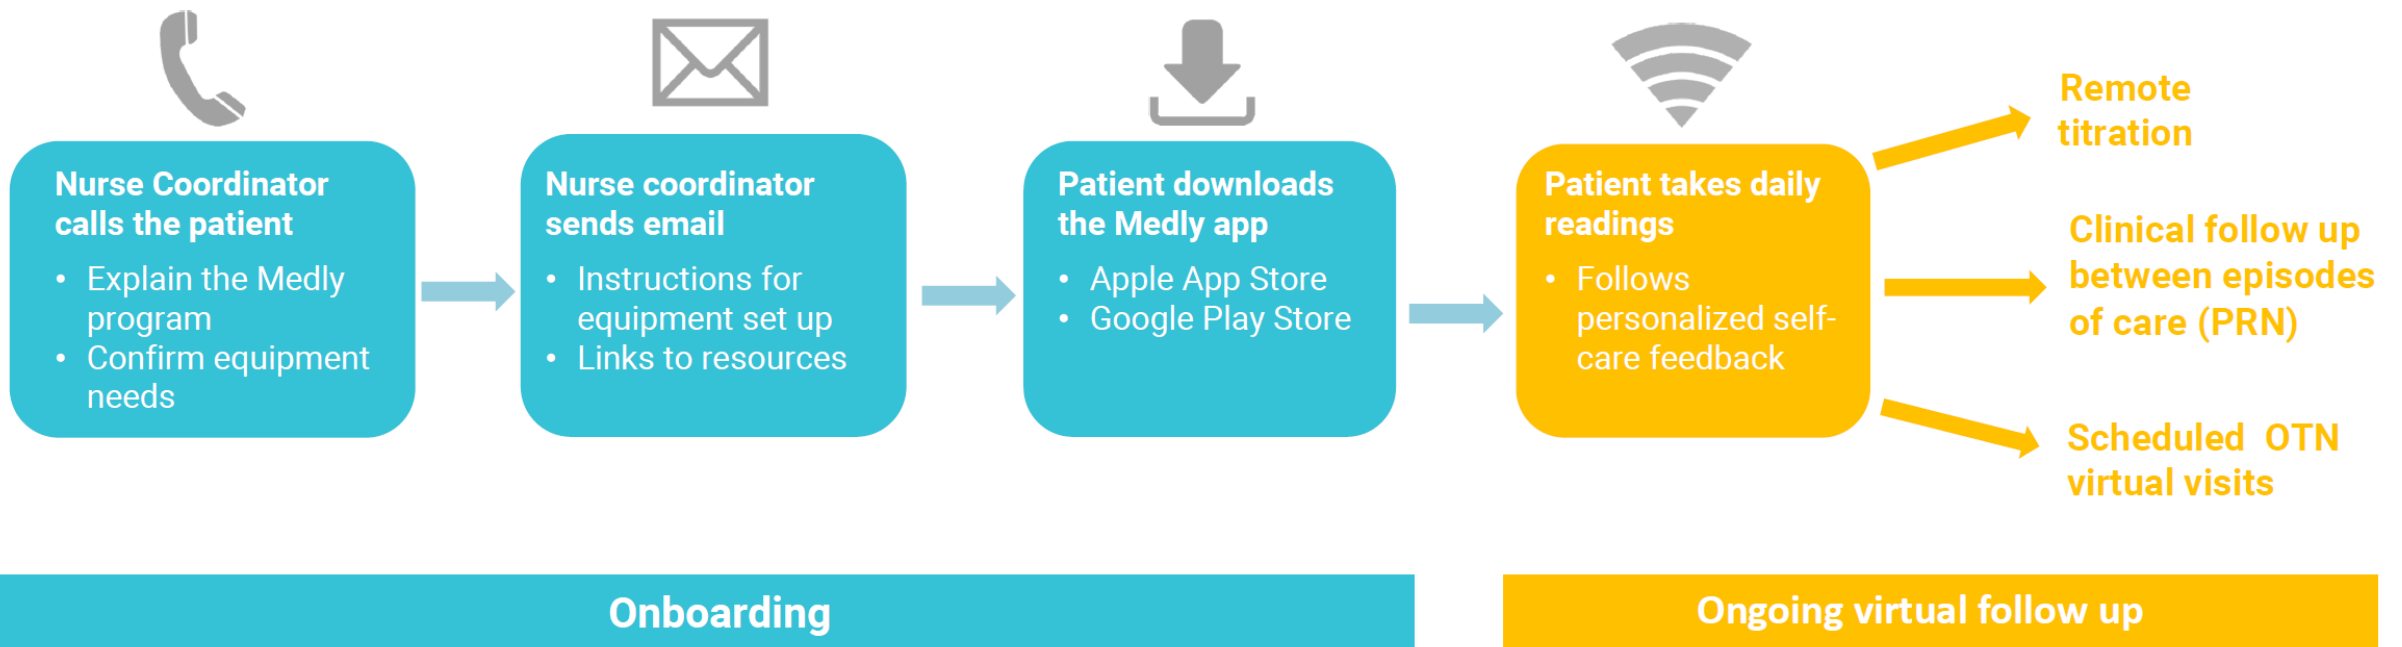 Nurse Coordinator
calls the patient
• Explain the Medly
program
• Confirm equipment
needs
Nurse coordinator
sends email
• Instructions for
equipment set up
• Links to resources
Patient downloads
the Medly app
• Apple App Store
• Google Play Store
Patient takes daily
readings
• Follows
personalized self-
care feedback
Remote
titration
Clinical follow up
between episodes
of care (PRN)
Scheduled OTN
virtual visits
Onboarding
Ongoing virtual follow up